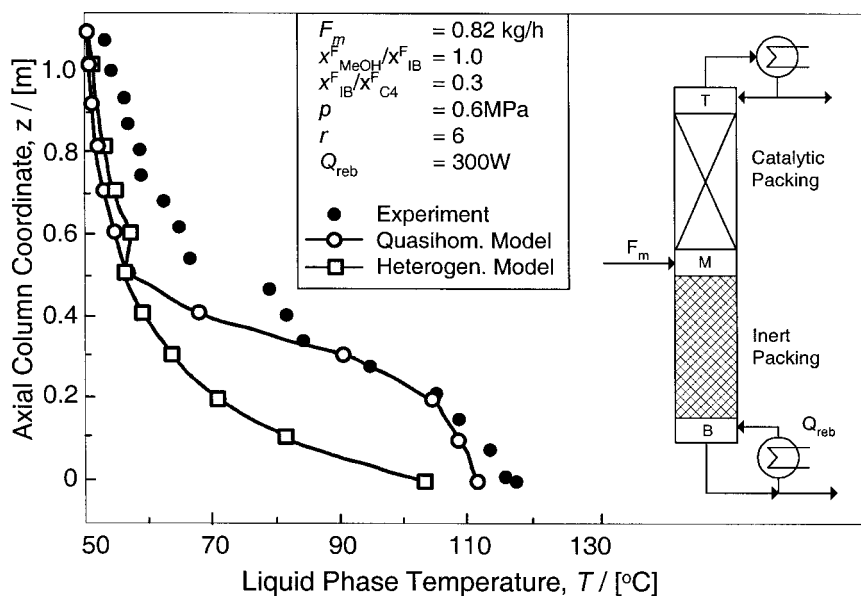 F_m = 0.82 kg/h
x^F_MeOH/x^F_IB = 1.0
x^F_IB/x^F_C4 = 0.3
p = 0.6MPa
r = 6
Q_reb = 300W
Experiment
Quasihom. Model
Heterogen. Model
Axial Column Coordinate, z / [m]
1.0
0.8
0.6
0.4
0.2
0
50 70 90 110 130
Liquid Phase Temperature, T / [°C]
T
Catalytic
Packing
F_m
M
Inert
Packing
B
Q_reb